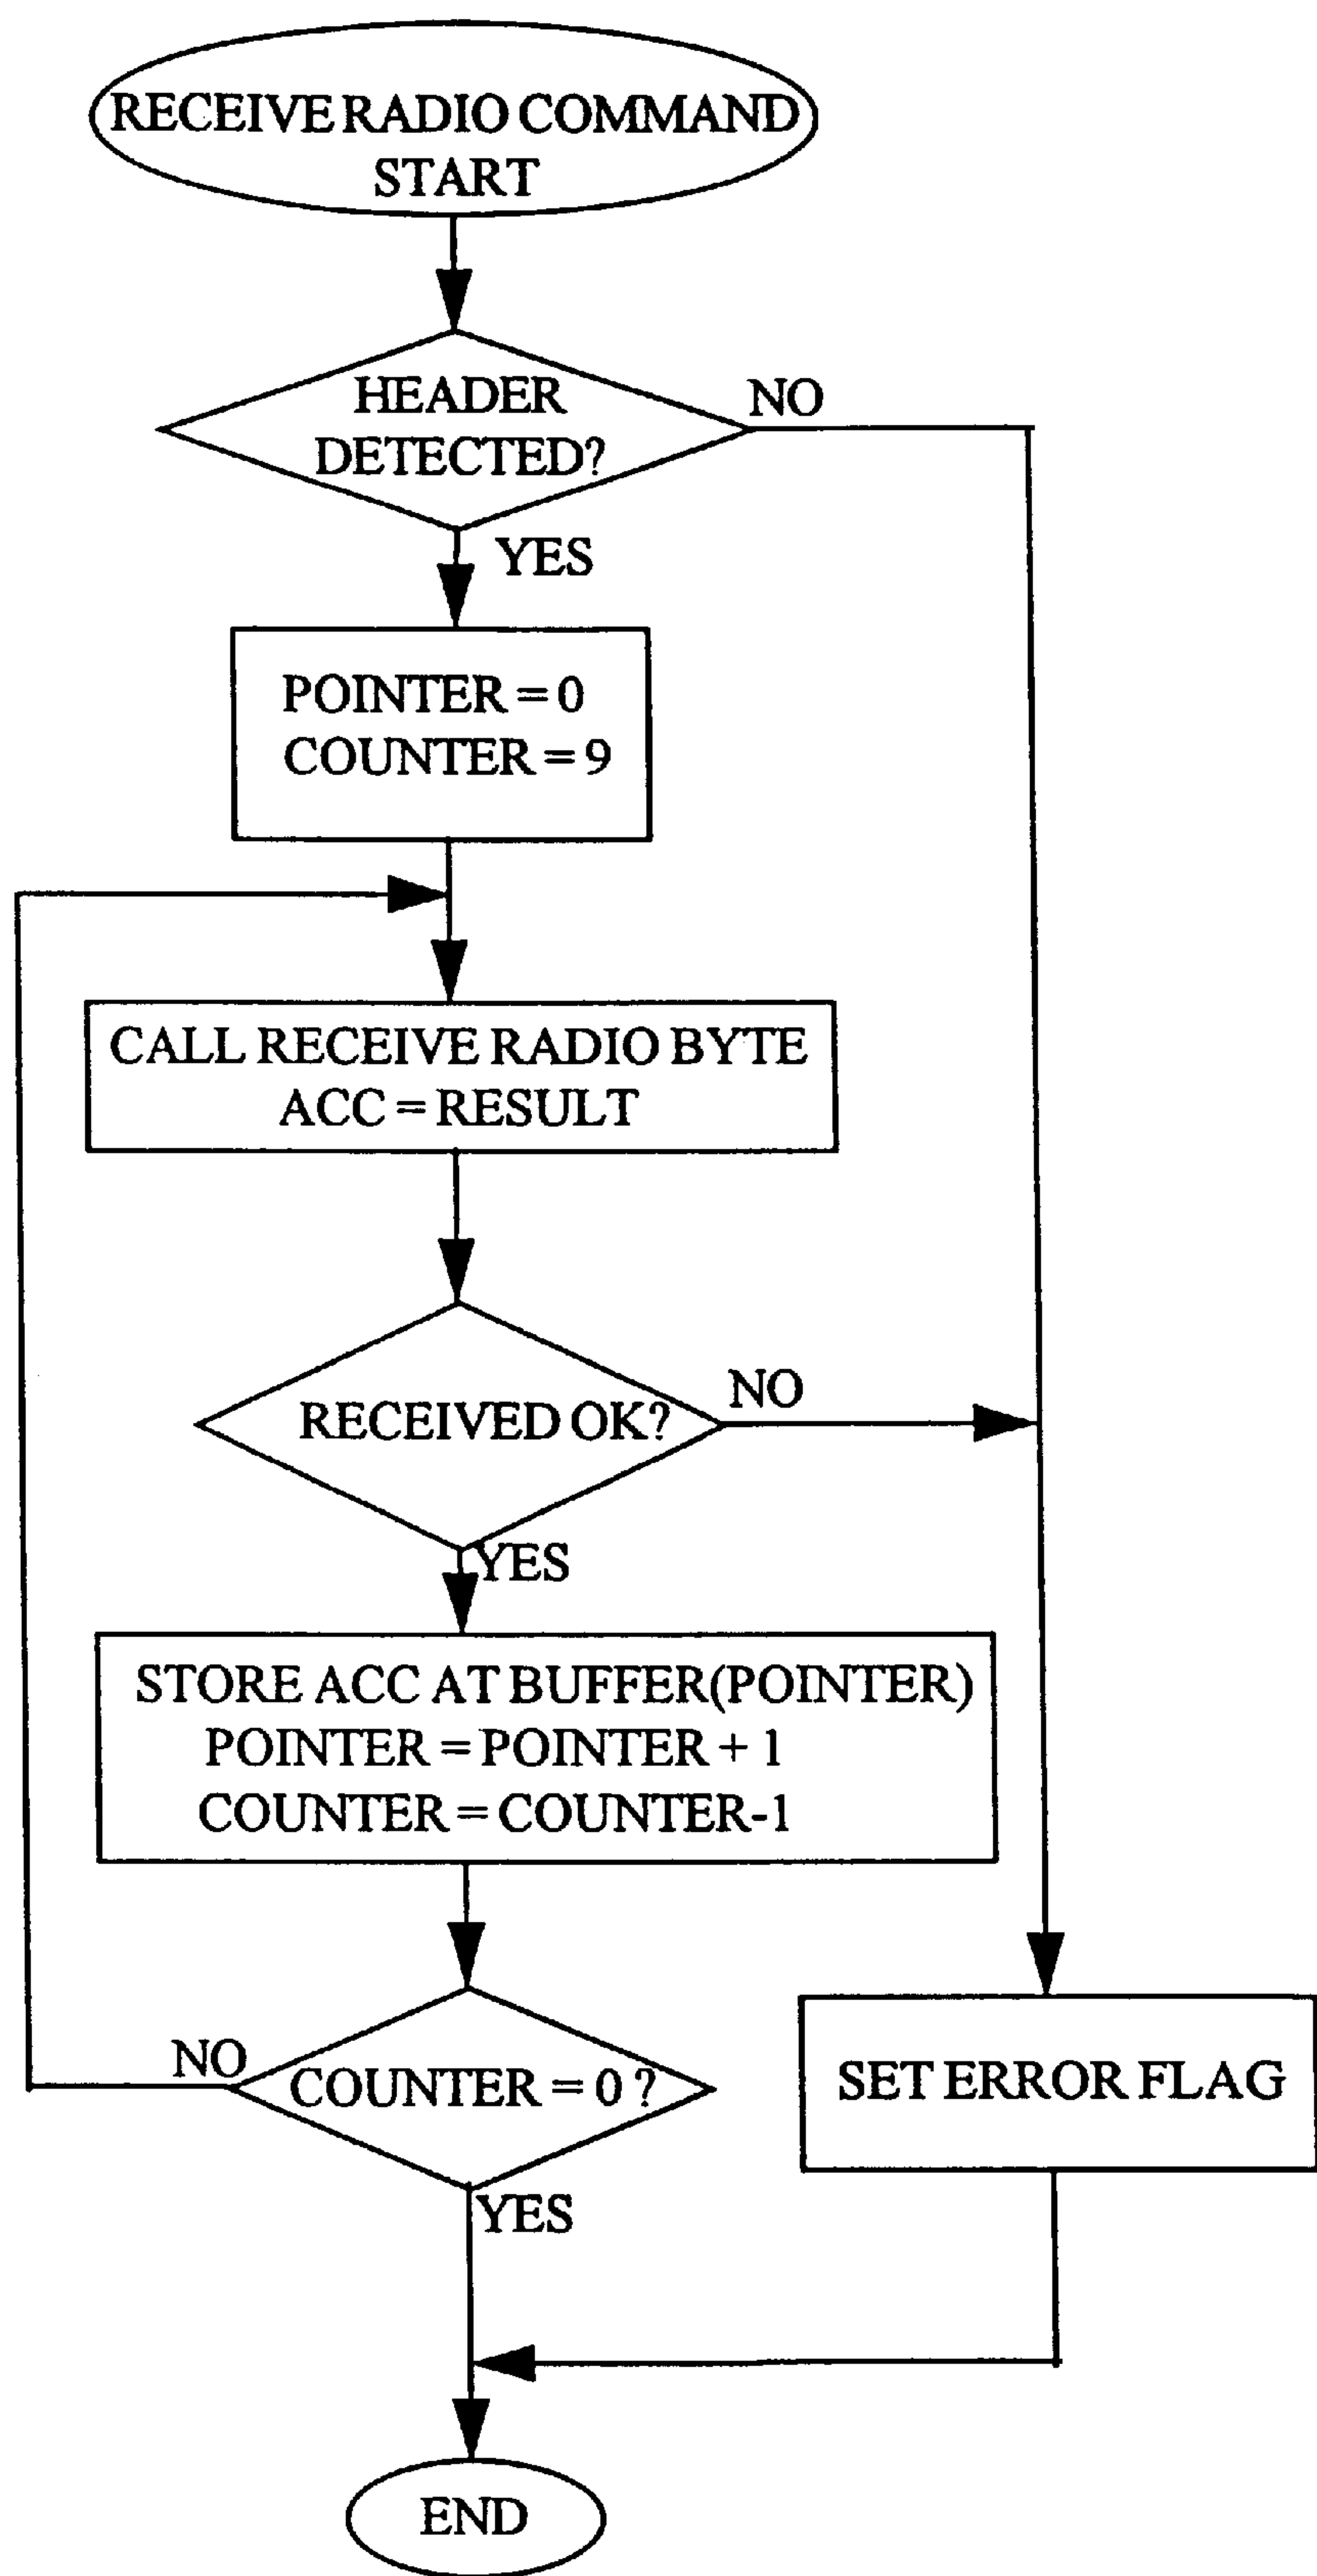 RECEIVE RADIO COMMAND
START
HEADER
DETECTED?
NO
YES
POINTER = 0
COUNTER = 9
CALL RECEIVE RADIO BYTE
ACC = RESULT
RECEIVED OK?
NO
YES
STORE ACC AT BUFFER(POINTER)
POINTER = POINTER + 1
COUNTER = COUNTER-1
NO
COUNTER = 0 ?
YES
SET ERROR FLAG
END